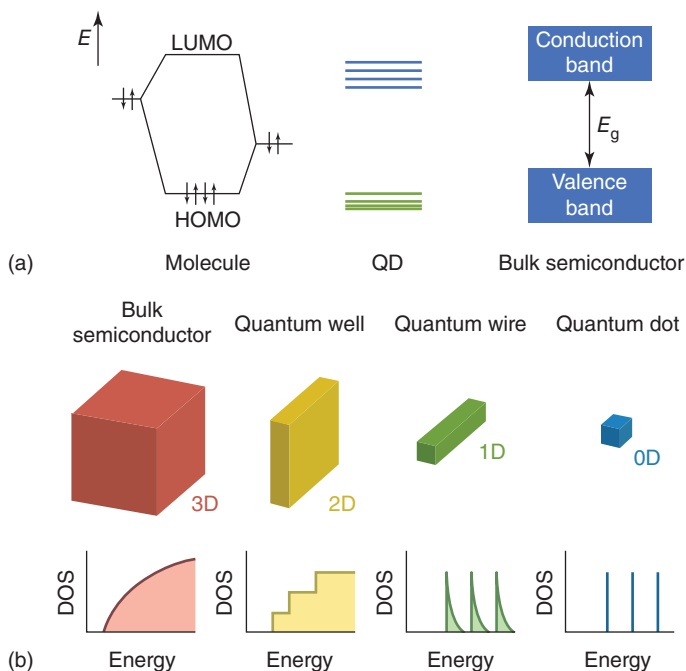 E
LUMO
Conduction
band
E g
HOMO
Valence
band
(a)
Molecule
QD
Bulk semiconductor
Bulk
semiconductor
Quantum well
Quantum wire
Quantum dot
3D
2D
1D
0D
DOS
DOS
DOS
DOS
(b)
Energy
Energy
Energy
Energy